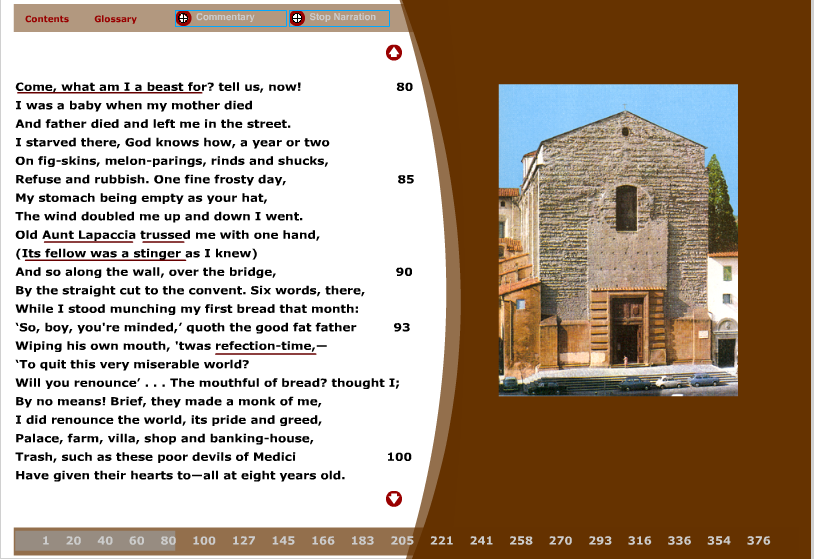 Contents Glossary Commentary Stop Narration
Come, what am I a beast for? tell us, now! 80
I was a baby when my mother died
And father died and left me in the street.
I starved there, God knows how, a year or two
On fig-skins, melon-parings, rinds and shucks,
Refuse and rubbish. One fine frosty day, 85
My stomach being empty as your hat,
The wind doubled me up and down I went.
Old Aunt Lapaccia trussed me with one hand,
(Its fellow was a stinger as I knew)
And so along the wall, over the bridge, 90
By the straight cut to the convent. Six words, there,
While I stood munching my first bread that month:
‘So, boy, you're minded,’ quoth the good fat father 93
Wiping his own mouth, 'twas refection-time,—
‘To quit this very miserable world?
Will you renounce’ . . . The mouthful of bread? thought I;
By no means! Brief, they made a monk of me,
I did renounce the world, its pride and greed,
Palace, farm, villa, shop and banking-house,
Trash, such as these poor devils of Medici 100
Have given their hearts to—all at eight years old.
1 20 40 60 80 100 127 145 166 183 205 221 241 258 270 293 316 336 354 376